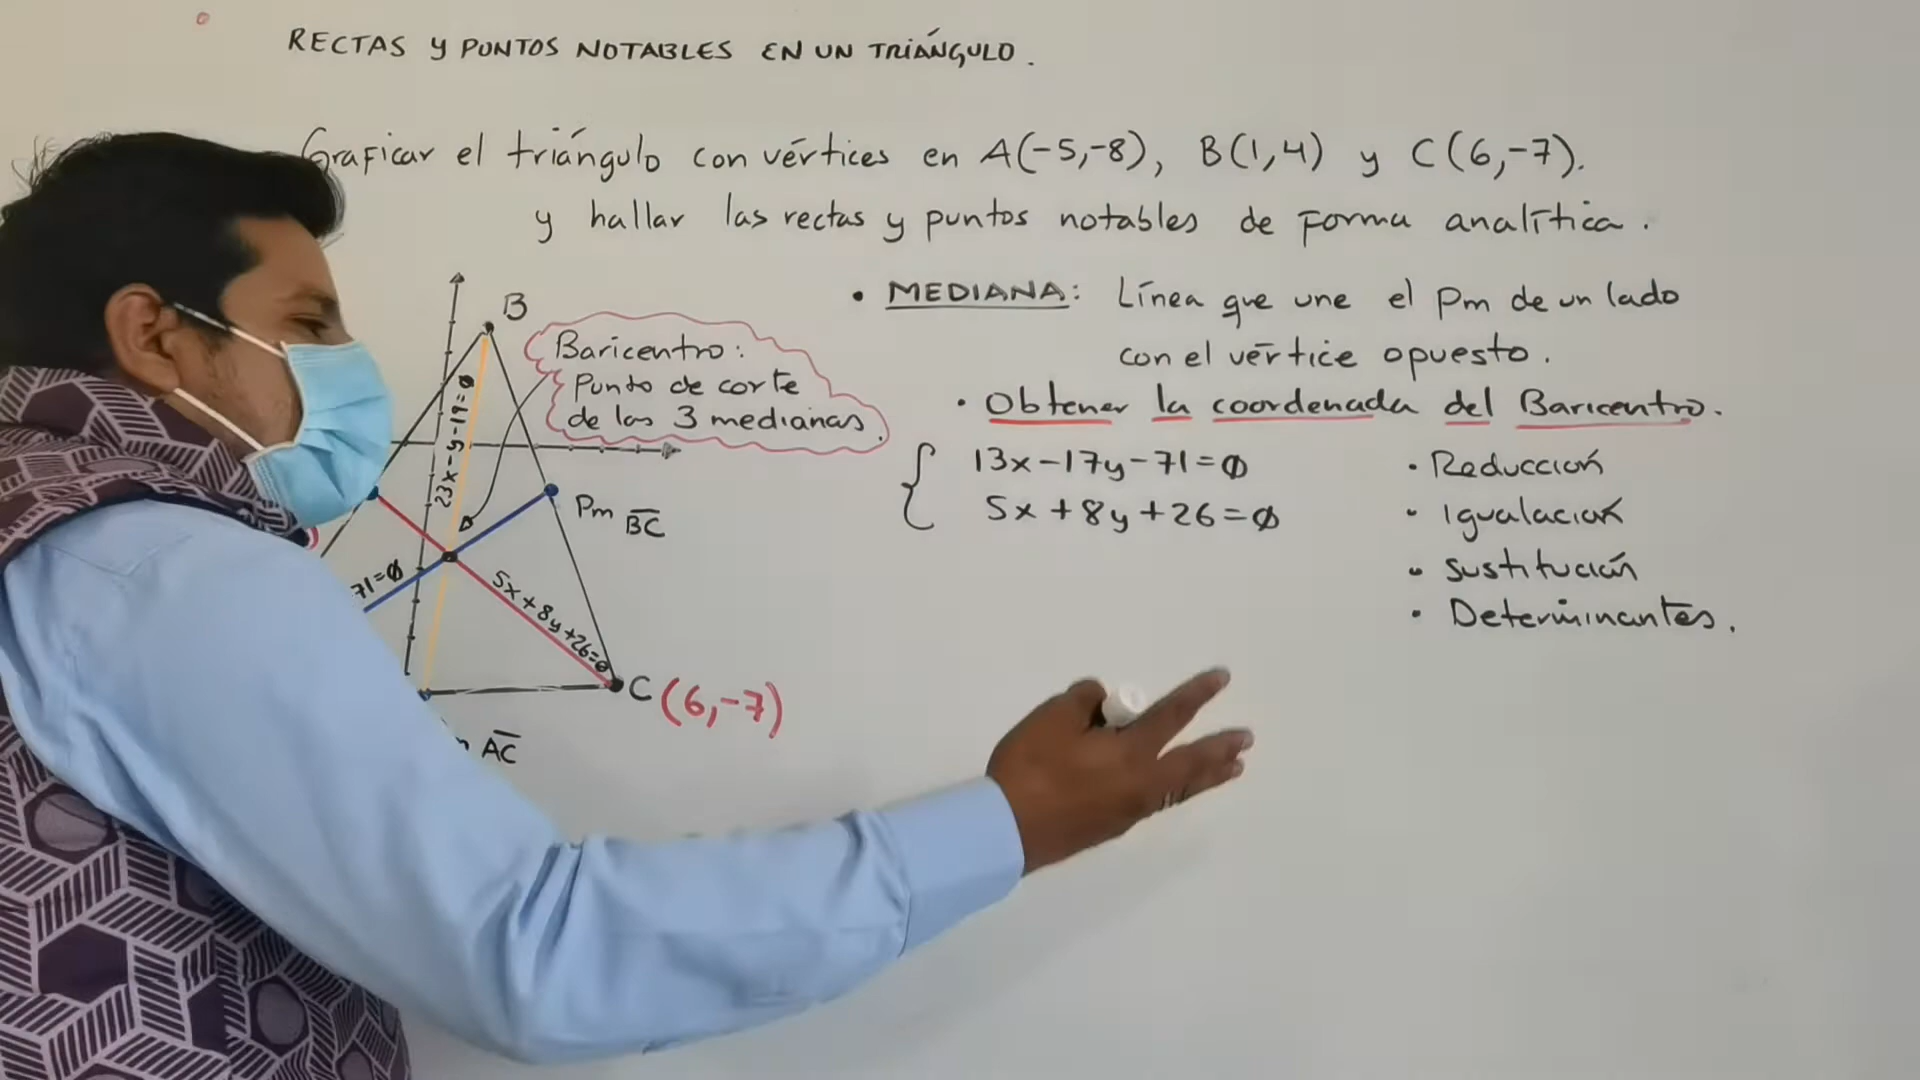 RECTAS Y PUNTOS NOTABLES EN UN TRIÁNGULO.
Graficar el triángulo con vértices en A(-5,-8), B(1,4) y C(6,-7).
y hallar las rectas y puntos notables de forma analítica.
• MEDIANA: Línea que une el Pm de un lado
con el vértice opuesto.
• Obtener la coordenada del Baricentro.
13x-17y-71=0
5x+8y+26=0
• Reducción
• Igualación
• Sustitución
• Determinantes.
B
Baricentro:
Punto de corte
de las 3 medianas.
23x-y-19=0
Pm BC
71=0
5x+8y+26=0
C (6,-7)
AC